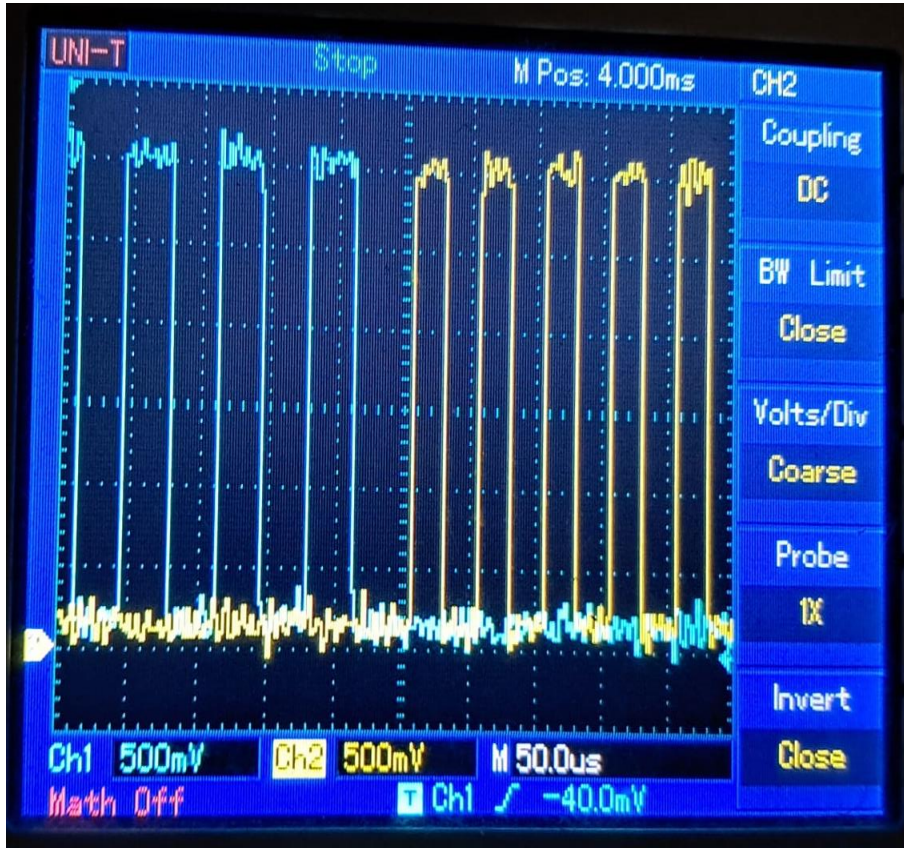 UNI-T Stop M Pos: 4.000ms CH2
Coupling
DC
BW Limit
Close
Volts/Div
Coarse
Probe
1X
Invert
Close
Ch1 500mV Ch2 500mV M 50.0us
Math Off T Ch1 -40.0mV